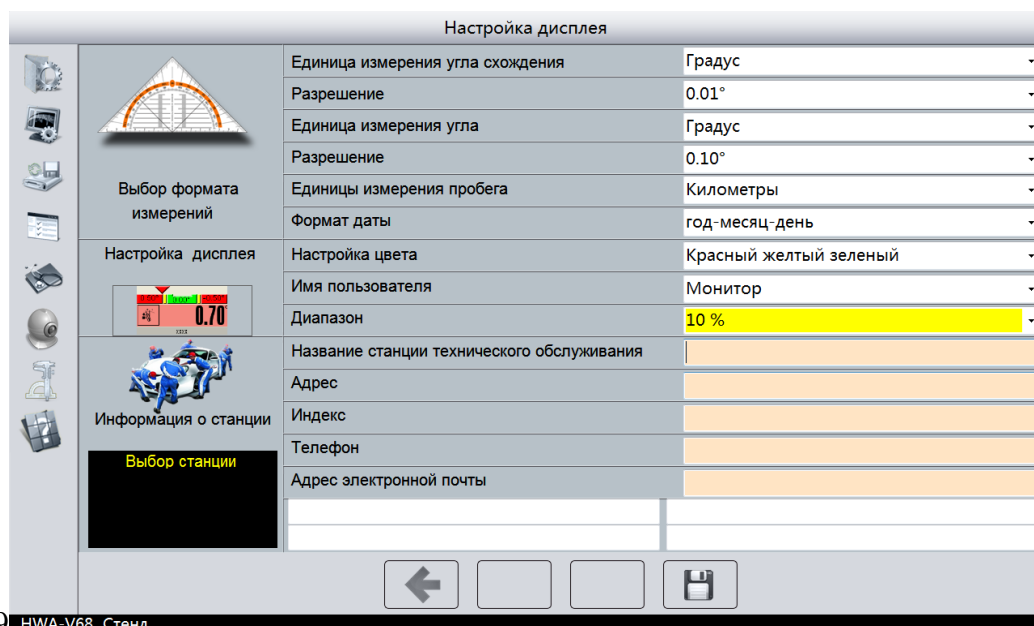 Настройка дисплея
Единица измерения угла схождения
Градус
Разрешение
0.01°
Единица измерения угла
Градус
Разрешение
0.10°
Выбор формата
измерений
Единицы измерения пробега
Километры
Формат даты
год-месяц-день
Настройка дисплея
Настройка цвета
Красный желтый зеленый
Имя пользователя
Монитор
0.00°
0.70°
Диапазон
10 %
Название станции технического обслуживания
Адрес
Информация о станции
Индекс
Телефон
Выбор станции
Адрес электронной почты
HWA-V68 Стенд